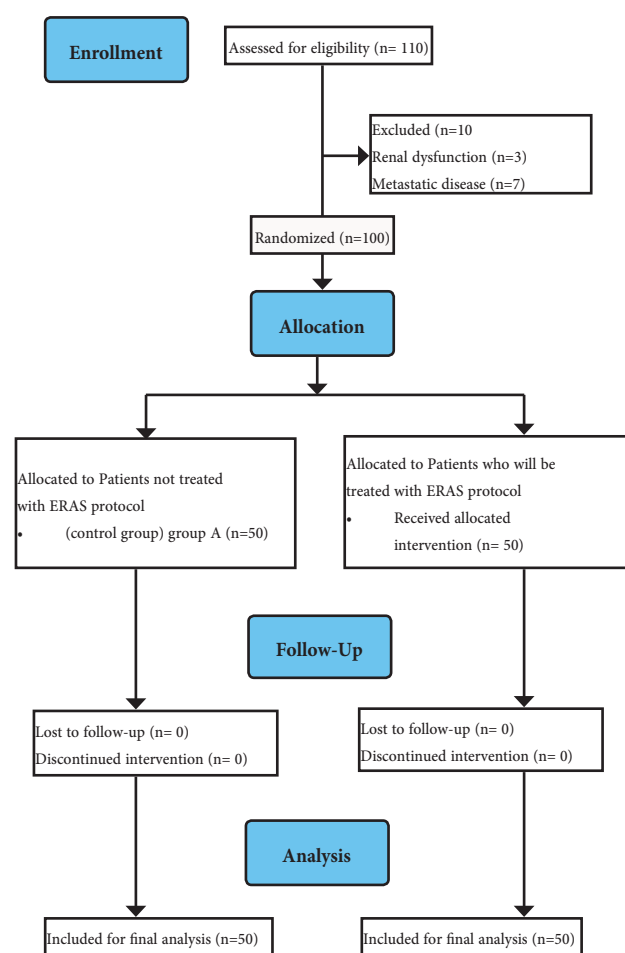 Enrollment
Assessed for eligibility (n= 110)
Excluded (n=10
Renal dysfunction (n=3)
Metastatic disease (n=7)
Randomized (n=100)
Allocation
Allocated to Patients not treated
with ERAS protocol
• (control group) group A (n=50)
Allocated to Patients who will be
treated with ERAS protocol
• Received allocated
intervention (n= 50)
Follow-Up
Lost to follow-up (n= 0)
Discontinued intervention (n= 0)
Lost to follow-up (n= 0)
Discontinued intervention (n= 0)
Analysis
Included for final analysis (n=50)
Included for final analysis (n=50)